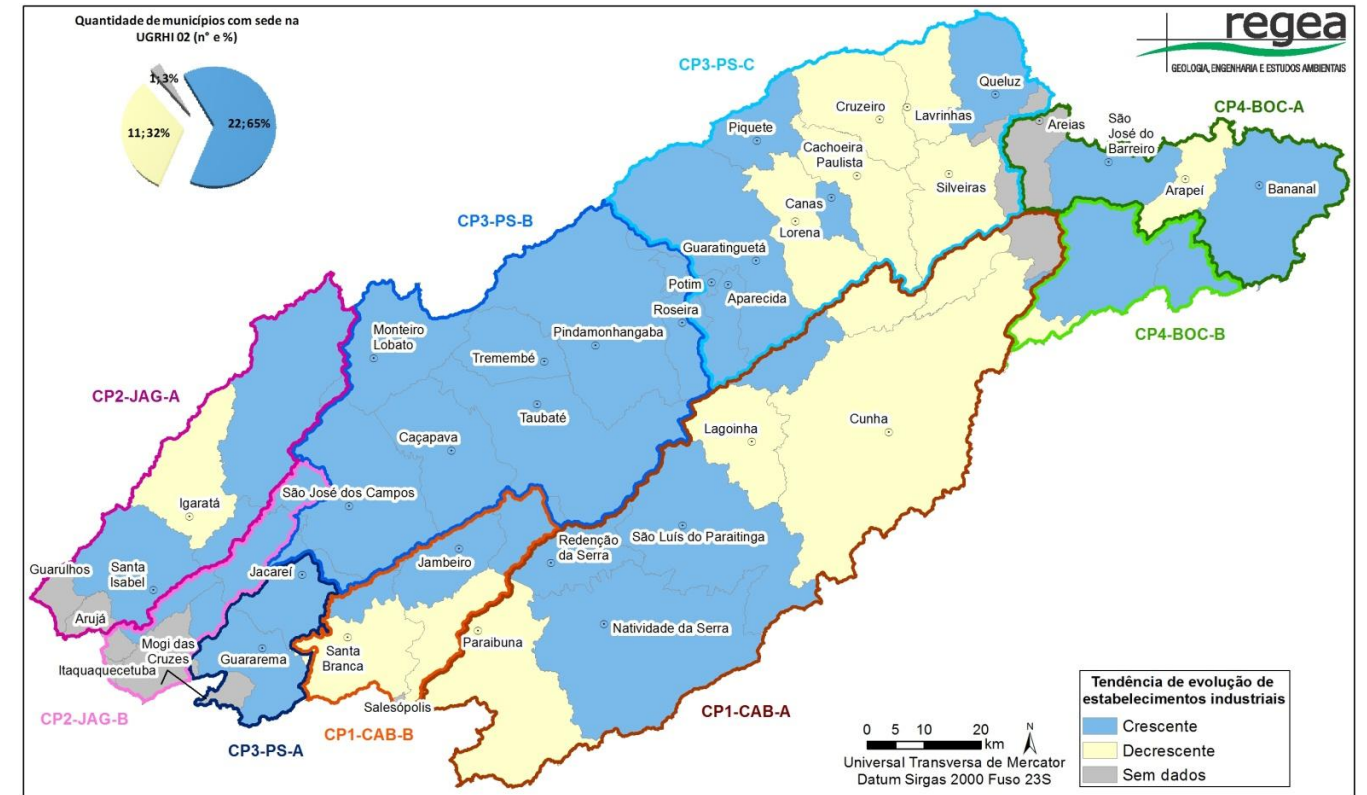 Quantidade de municípios com sede na
UGRHI 02 (n° e %)
1; 3%
11; 32%
22; 65%
regea
GEOLOGIA, ENGENHARIA E ESTUDOS AMBIENTAIS
CP3-PS-C
Queluz
CP4-BOC-A
Cruzeiro
Lavrinhas
Piquete
Areias
São
José do
Barreiro
Cachoeira
Paulista
Silveiras
Arapeí
Bananal
Canas
Lorena
CP3-PS-B
Guaratinguetá
Potim
Aparecida
Roseira
Monteiro
Lobato
Pindamonhangaba
Tremembé
CP4-BOC-B
CP2-JAG-A
Taubaté
Lagoinha
Cunha
Caçapava
Igaratá
São José dos Campos
São Luís do Paraitinga
Redenção
da Serra
Jambeiro
Guarulhos
Santa
Isabel
Jacareí
Arujá
Natividade da Serra
Mogi das
Cruzes
Itaquaquecetuba
Guararema
Santa
Branca
Paraibuna
Salesópolis
CP2-JAG-B
CP3-PS-A
CP1-CAB-B
CP1-CAB-A
0 5 10 20
km
N
Universal Transversa de Mercator
Datum Sirgas 2000 Fuso 23S
Tendência de evolução de
estabelecimentos industriais
Crescente
Decrescente
Sem dados